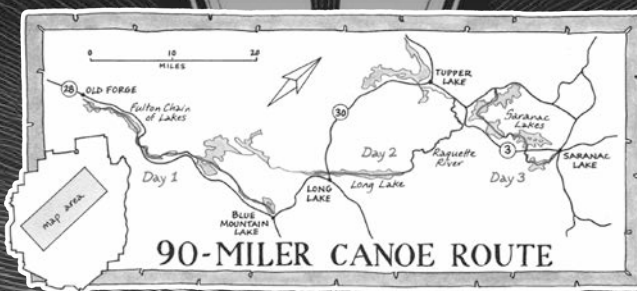 0
10
20
MILES
28
OLD FORGE
Fulton Chain
of Lakes
Day 1
BLUE
MOUNTAIN
LAKE
30
LONG
LAKE
Day 2
Long Lake
TUPPER
LAKE
Raquette
River
Saranac
Lakes
3
Day 3
SARANAC
LAKE
map area
90-MILER CANOE ROUTE